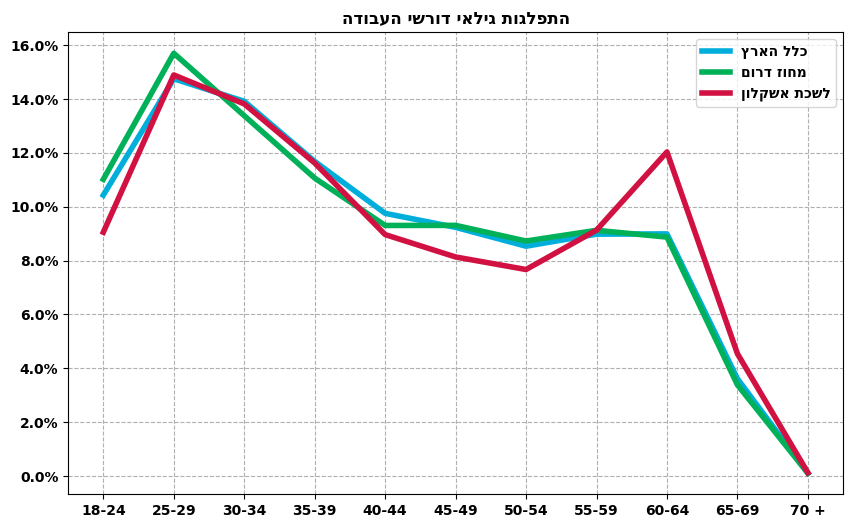 התפלגות גילאי דורשי העבודה
כלל הארץ
מחוז דרום
לשכת אשקלון
16.0%
14.0%
12.0%
10.0%
8.0%
6.0%
4.0%
2.0%
0.0%
18-24 25-29 30-34 35-39 40-44 45-49 50-54 55-59 60-64 65-69 70 +